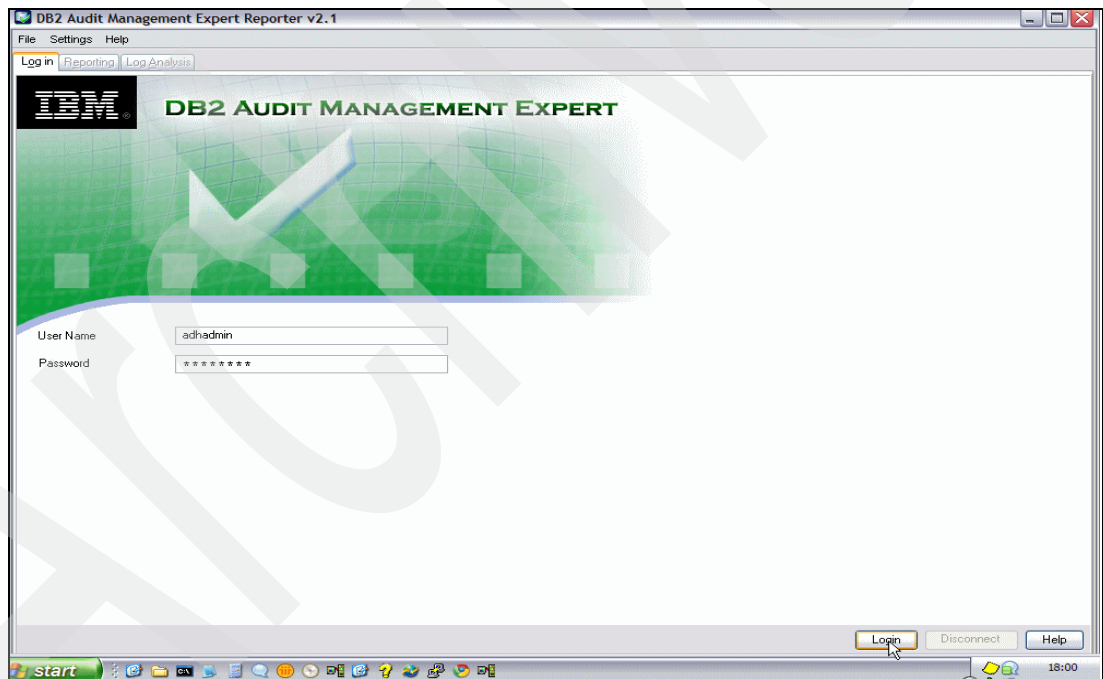 DB2 Audit Management Expert Reporter v2.1
File Settings Help
Log in Reporting Log Analysis
IBM® DB2 AUDIT MANAGEMENT EXPERT
User Name adhadmin
Password ********
Login Disconnect Help
start 18:00